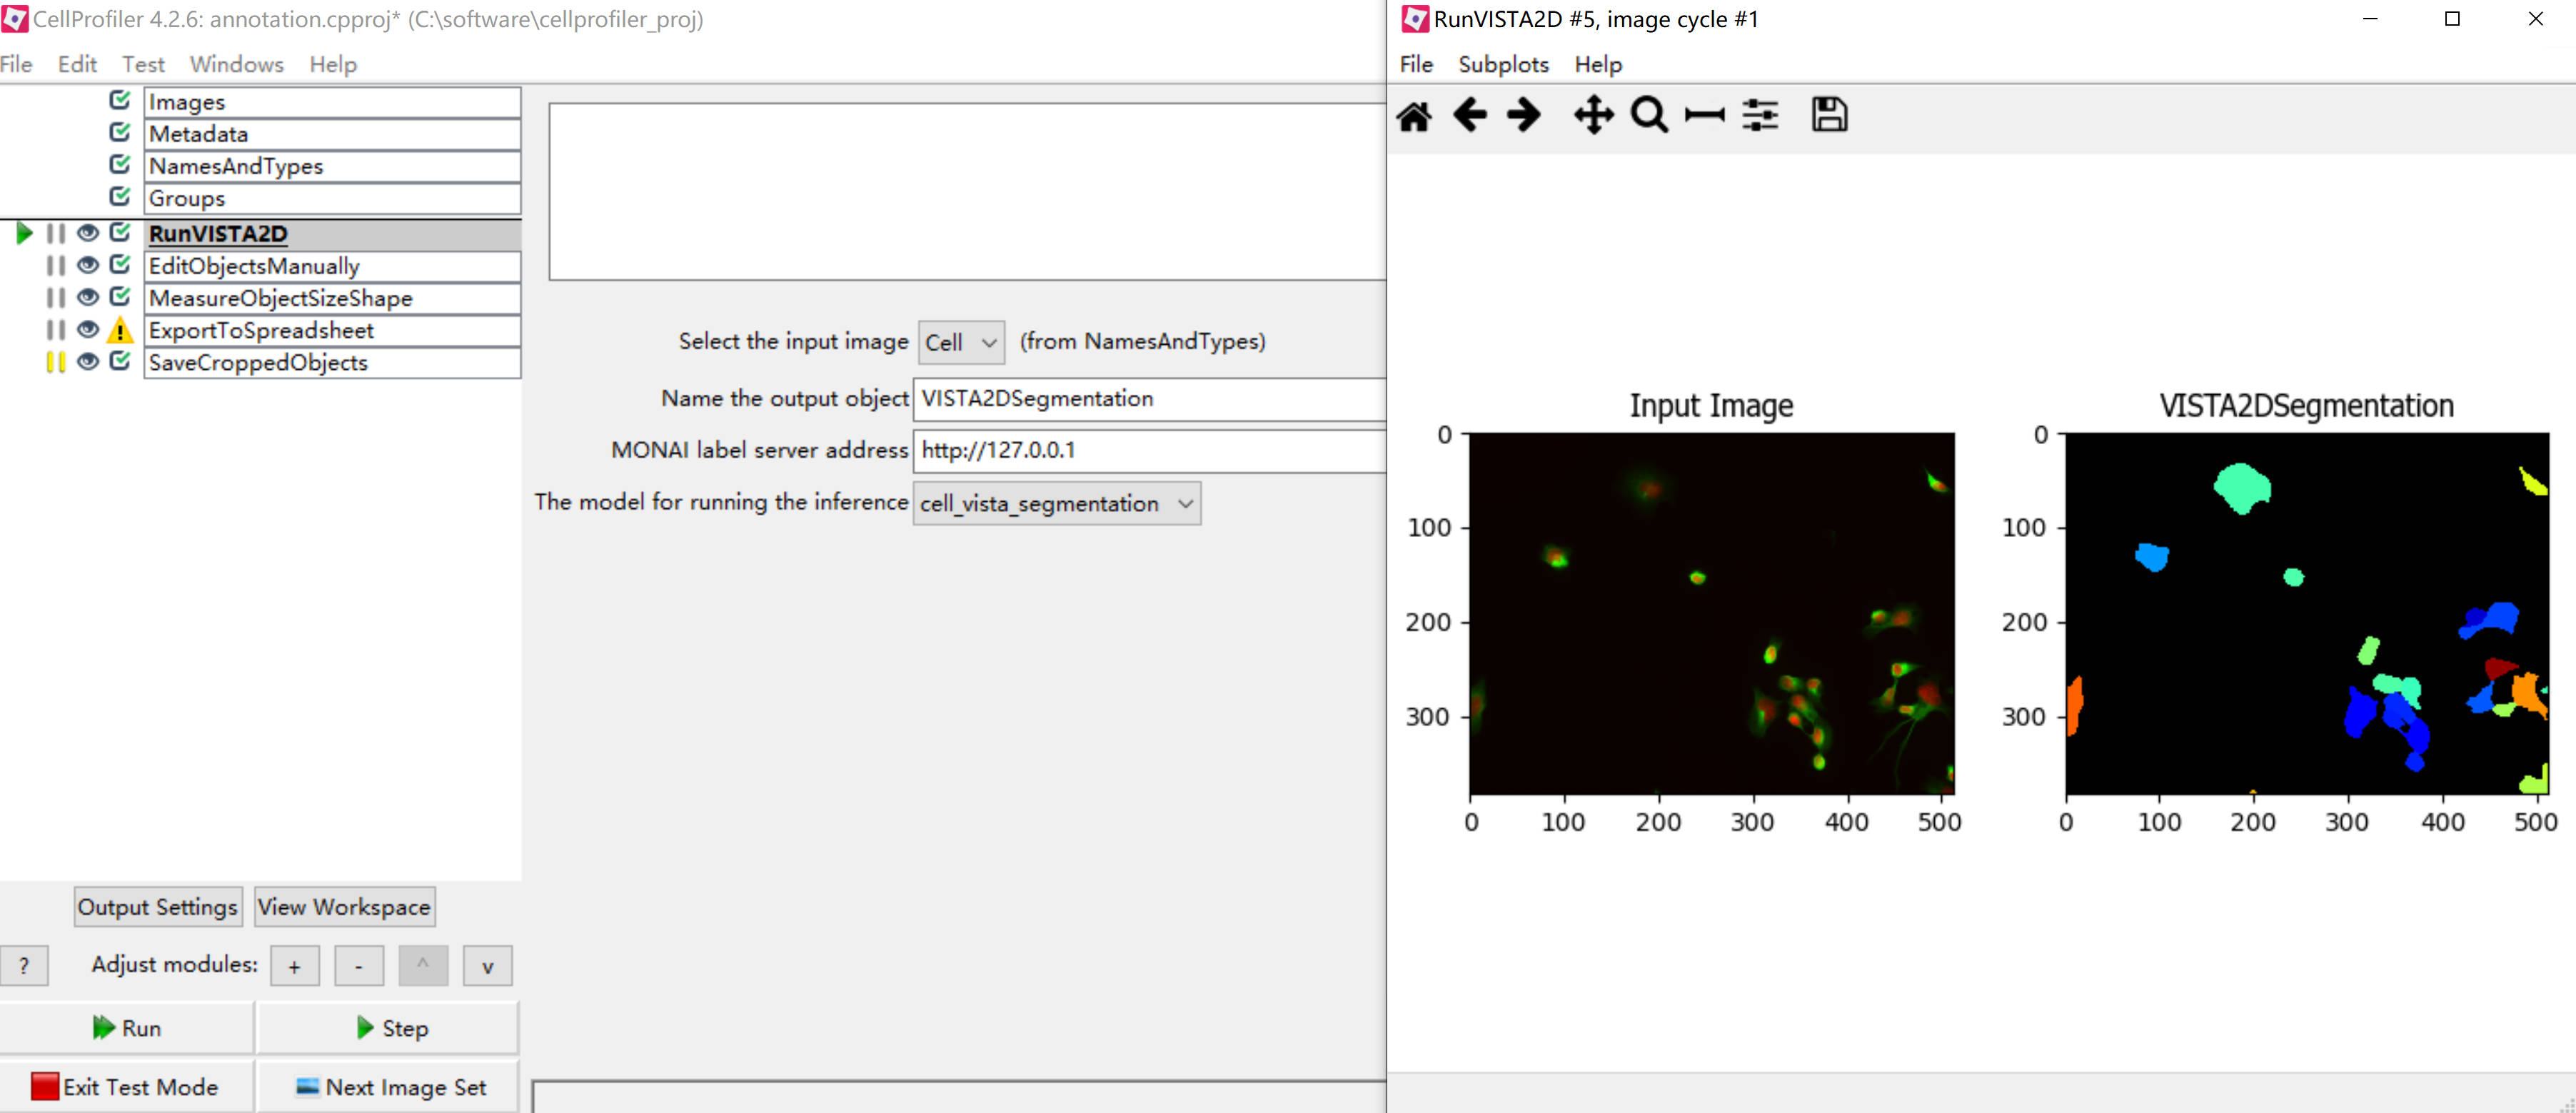 CellProfiler 4.2.6: annotation.cpproj* (C:\software\cellprofiler_proj)
File Edit Test Windows Help
Images
Metadata
NamesAndTypes
Groups
RunVISTA2D
EditObjectsManually
MeasureObjectSizeShape
ExportToSpreadsheet
SaveCroppedObjects
Output Settings View Workspace
? Adjust modules: + - ^ v
Run Step
Exit Test Mode Next Image Set
Select the input image Cell (from NamesAndTypes)
Name the output object VISTA2DSegmentation
MONAI label server address http://127.0.0.1
The model for running the inference cell_vista_segmentation
RunVISTA2D #5, image cycle #1
File Subplots Help
Input Image
0
100
200
300
0 100 200 300 400 500
VISTA2DSegmentation
0
100
200
300
0 100 200 300 400 500